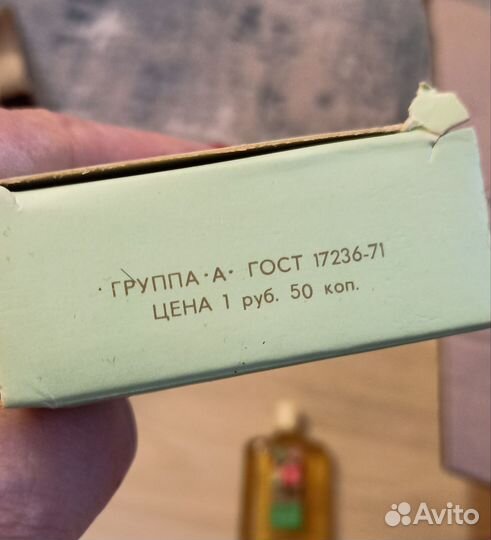 ·ГРУППА·А· ГОСТ 17236-71
ЦЕНА 1 руб. 50 коп.
Avito